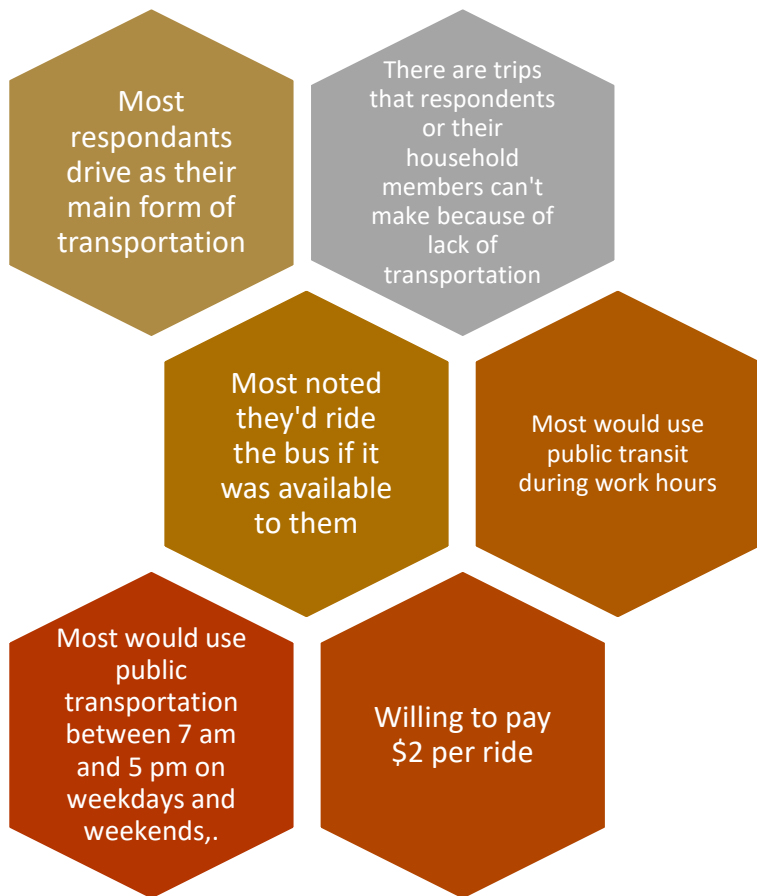 Most
respondants
drive as their
main form of
transportation
There are trips
that respondents
or their
household
members can't
make because of
lack of
transportation
Most noted
they'd ride
the bus if it
was available
to them
Most would use
public transit
during work hours
Most would use
public
transportation
between 7 am
and 5 pm on
weekdays and
weekends,.
Willing to pay
$2 per ride